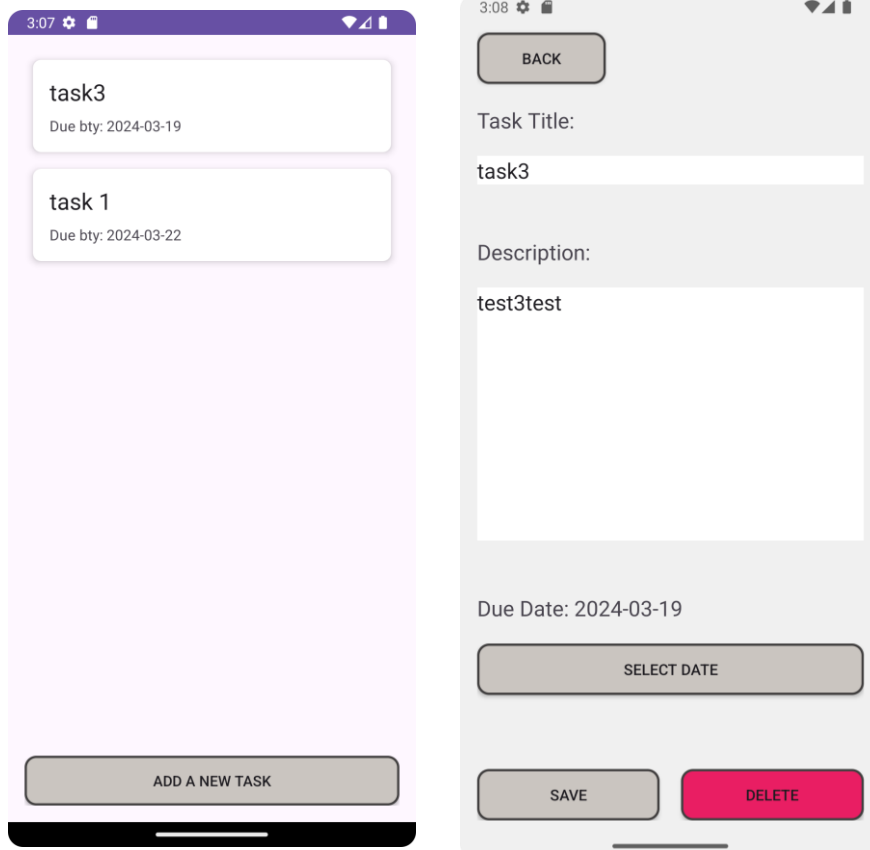 3:07
task3
Due bty: 2024-03-19
task 1
Due bty: 2024-03-22
ADD A NEW TASK
3:08
BACK
Task Title:
task3
Description:
test3test
Due Date: 2024-03-19
SELECT DATE
SAVE
DELETE